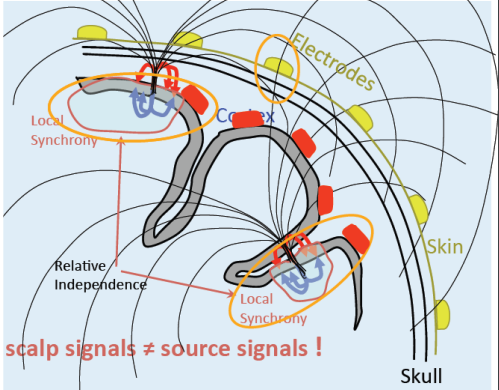 Electrodes
Cortex
Local
Synchrony
Skin
Relative
Independence
Local
Synchrony
scalp signals ≠ source signals !
Skull